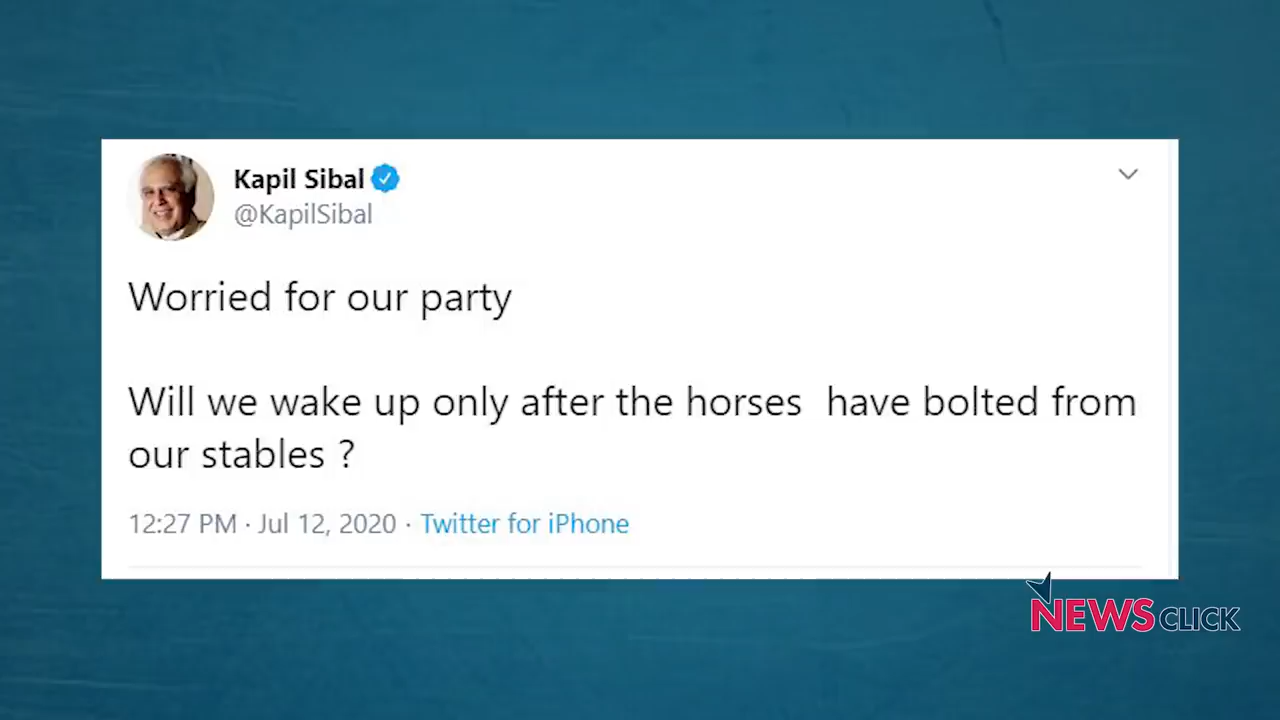 Kapil Sibal
@KapilSibal
Worried for our party
Will we wake up only after the horses  have bolted from
our stables ?
12:27 PM · Jul 12, 2020 · Twitter for iPhone
NEWSCLICK